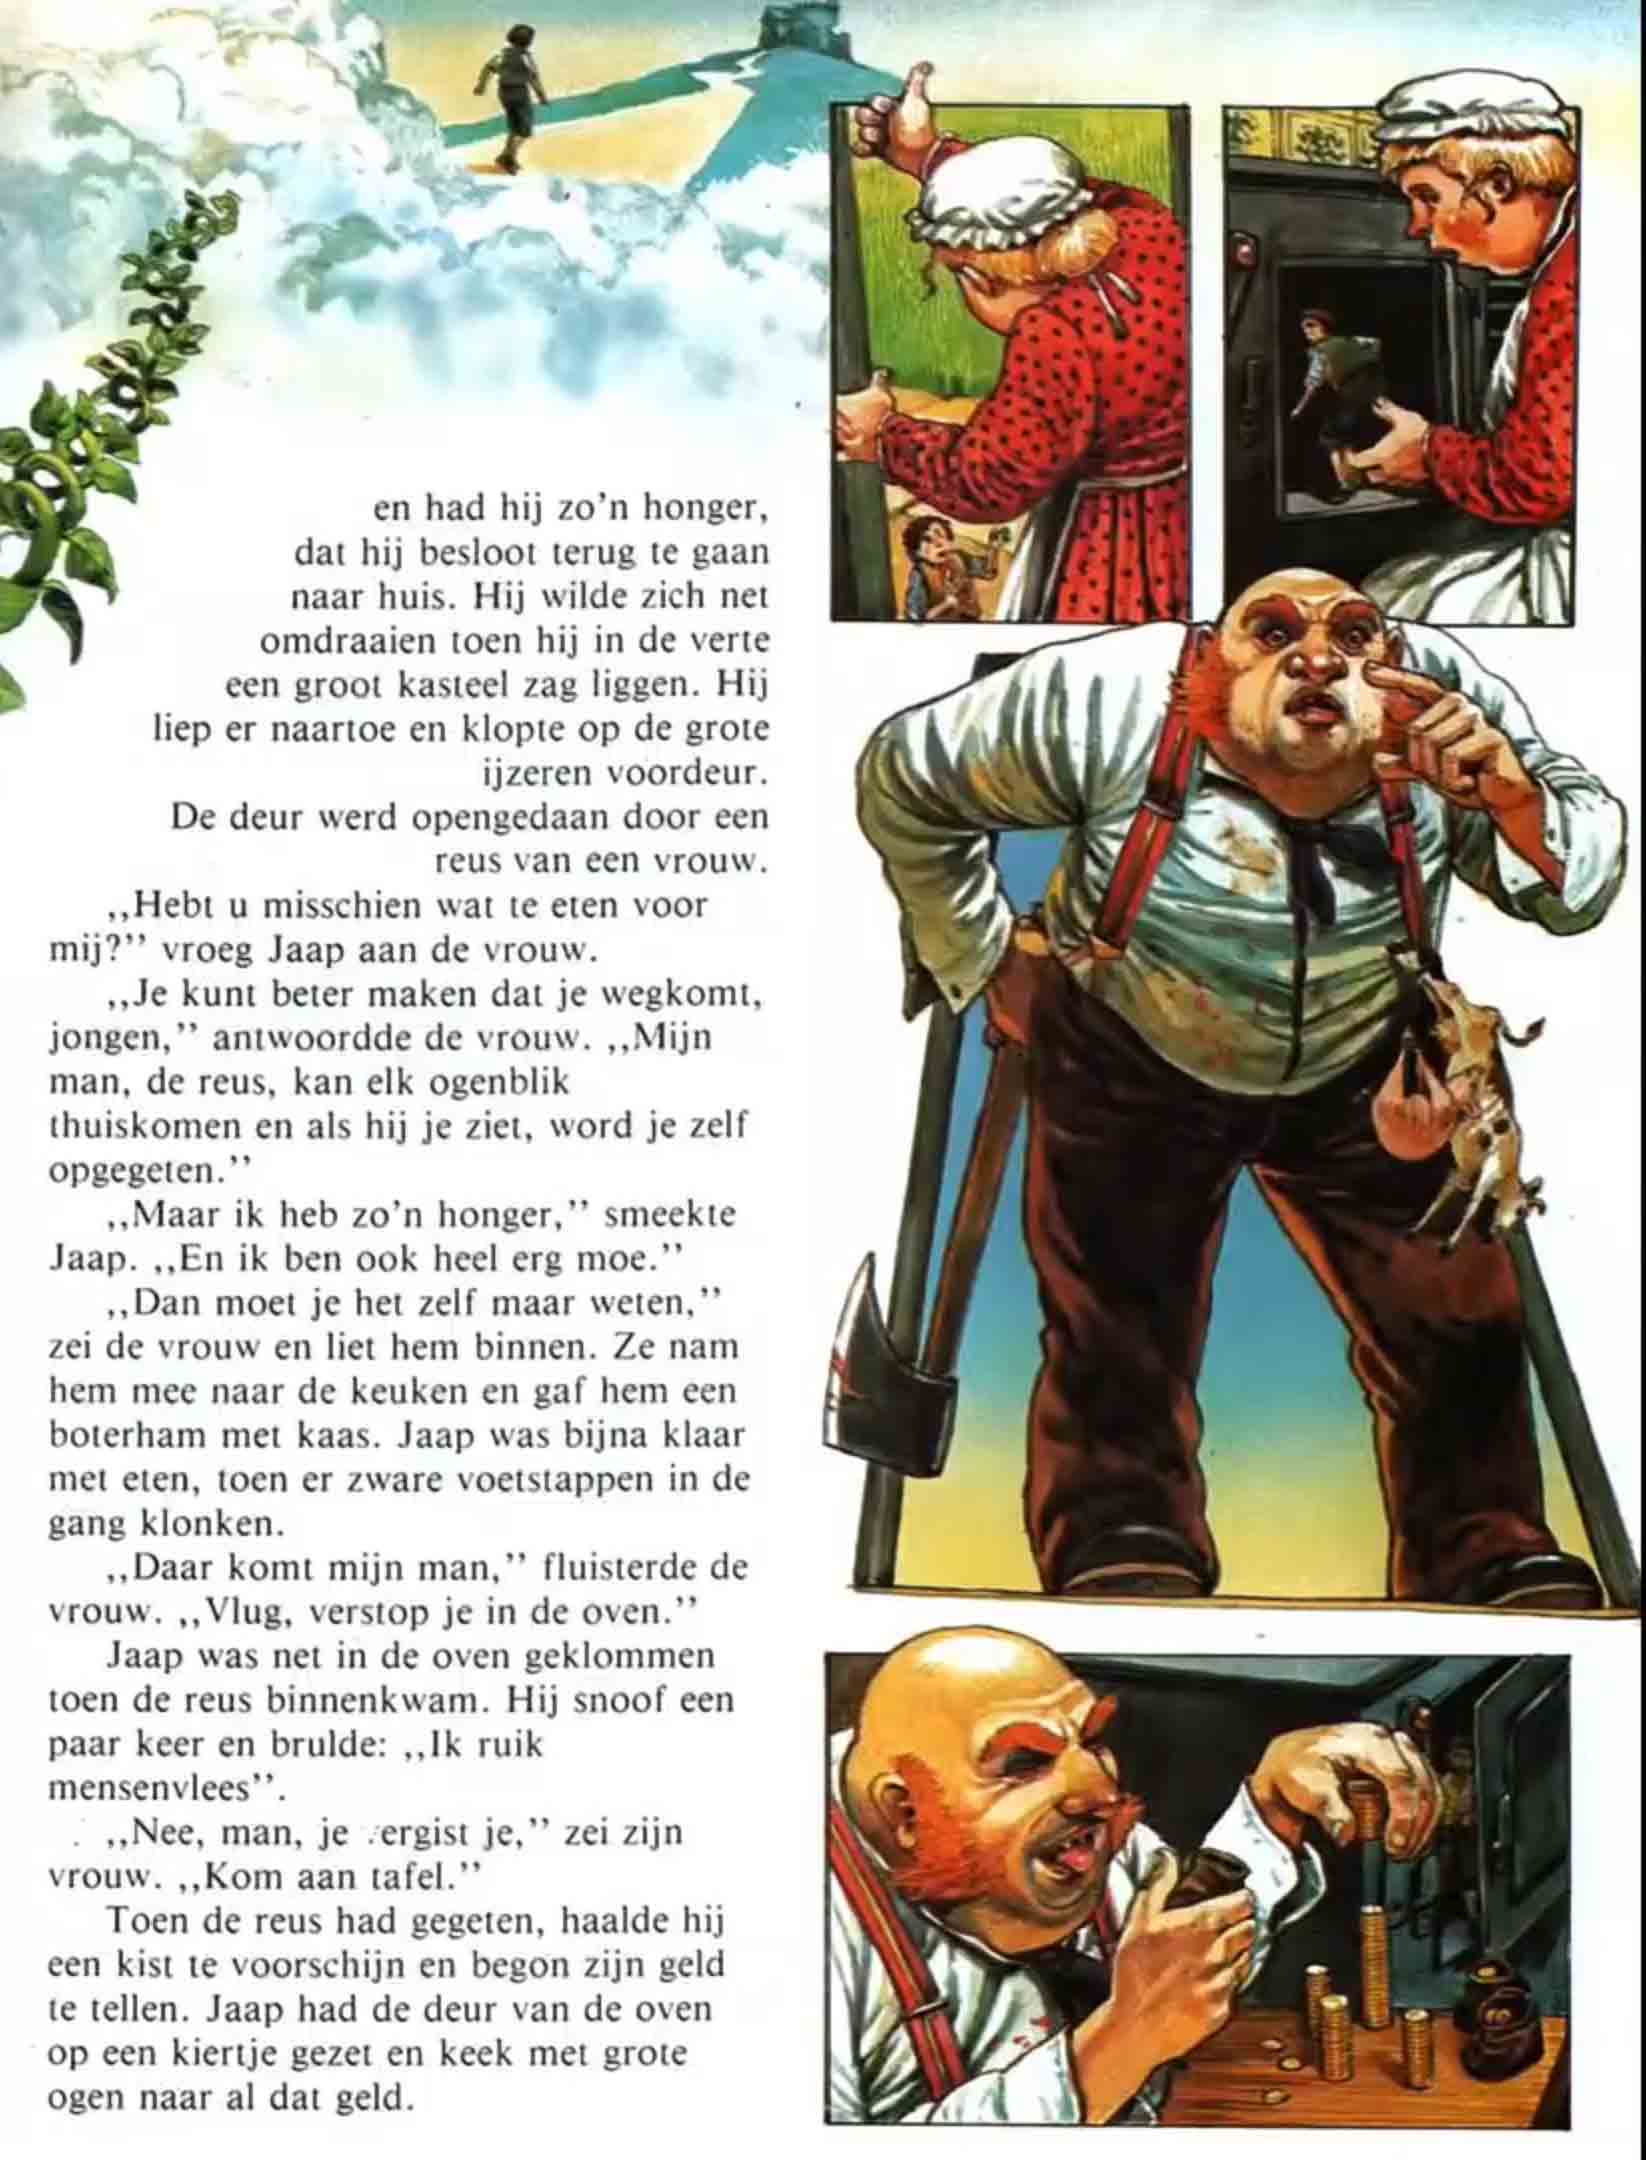 en had hij zo'n honger,
dat hij besloot terug te gaan
naar huis. Hij wilde zich net
omdraaien toen hij in de verte
een groot kasteel zag liggen. Hij
liep er naartoe en klopte op de grote
ijzeren voordeur.
De deur werd opengedaan door een
reus van een vrouw.
,,Hebt u misschien wat te eten voor
mij?'' vroeg Jaap aan de vrouw.
,,Je kunt beter maken dat je wegkomt,
jongen,'' antwoordde de vrouw. ,,Mijn
man, de reus, kan elk ogenblik
thuiskomen en als hij je ziet, word je zelf
opgegeten.''
,,Maar ik heb zo'n honger,'' smeekte
Jaap. ,,En ik ben ook heel erg moe.''
,,Dan moet je het zelf maar weten,''
zei de vrouw en liet hem binnen. Ze nam
hem mee naar de keuken en gaf hem een
boterham met kaas. Jaap was bijna klaar
met eten, toen er zware voetstappen in de
gang klonken.
,,Daar komt mijn man,'' fluisterde de
vrouw. ,,Vlug, verstop je in de oven.''
Jaap was net in de oven geklommen
toen de reus binnenkwam. Hij snoof een
paar keer en brulde: ,,Ik ruik
mensenvlees''.
,,Nee, man, je vergist je,'' zei zijn
vrouw. ,,Kom aan tafel.''
Toen de reus had gegeten, haalde hij
een kist te voorschijn en begon zijn geld
te tellen. Jaap had de deur van de oven
op een kiertje gezet en keek met grote
ogen naar al dat geld.